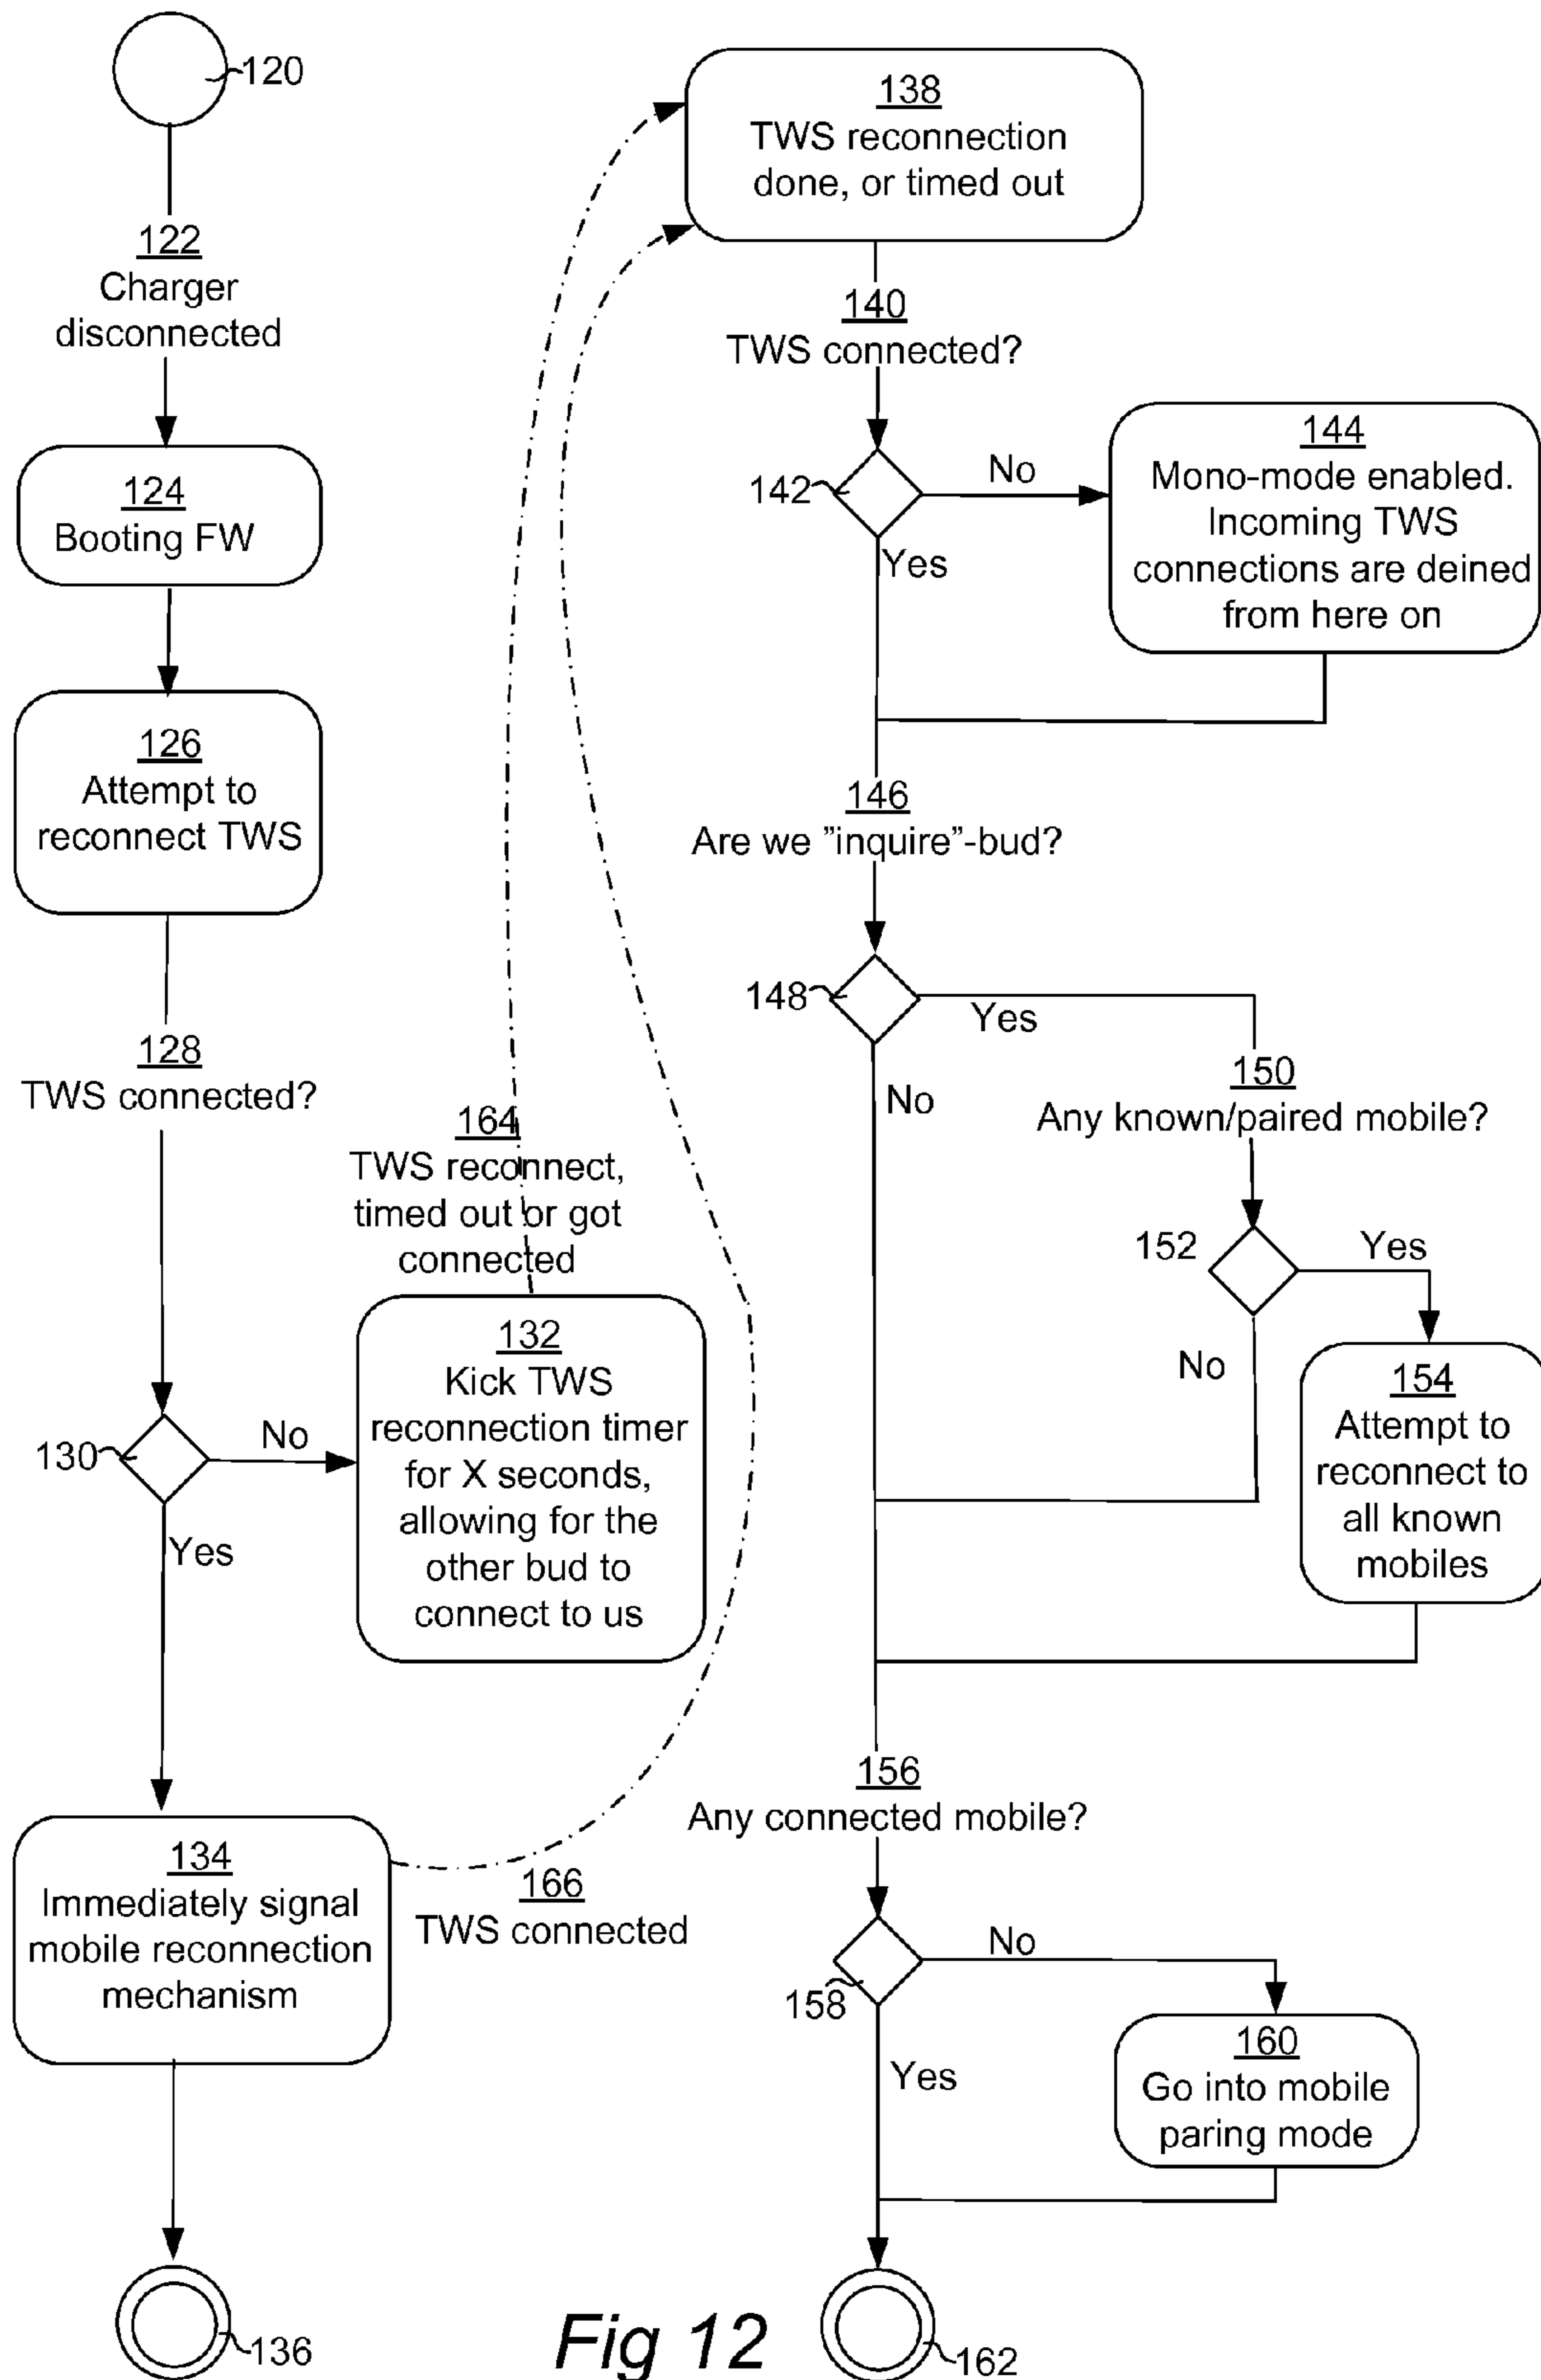 120
122
Charger
disconnected
124
Booting FW
126
Attempt to
reconnect TWS
128
TWS connected?
130
No
Yes
164
TWS reconnect,
timed out or got
connected
132
Kick TWS
reconnection timer
for X seconds,
allowing for the
other bud to
connect to us
134
Immediately signal
mobile reconnection
mechanism
166
TWS connected
136
138
TWS reconnection
done, or timed out
140
TWS connected?
142
No
Yes
144
Mono-mode enabled.
Incoming TWS
connections are deined
from here on
146
Are we ”inquire”-bud?
148
Yes
No
150
Any known/paired mobile?
152
Yes
No
154
Attempt to
reconnect to
all known
mobiles
156
Any connected mobile?
158
No
Yes
160
Go into mobile
paring mode
162
Fig 12